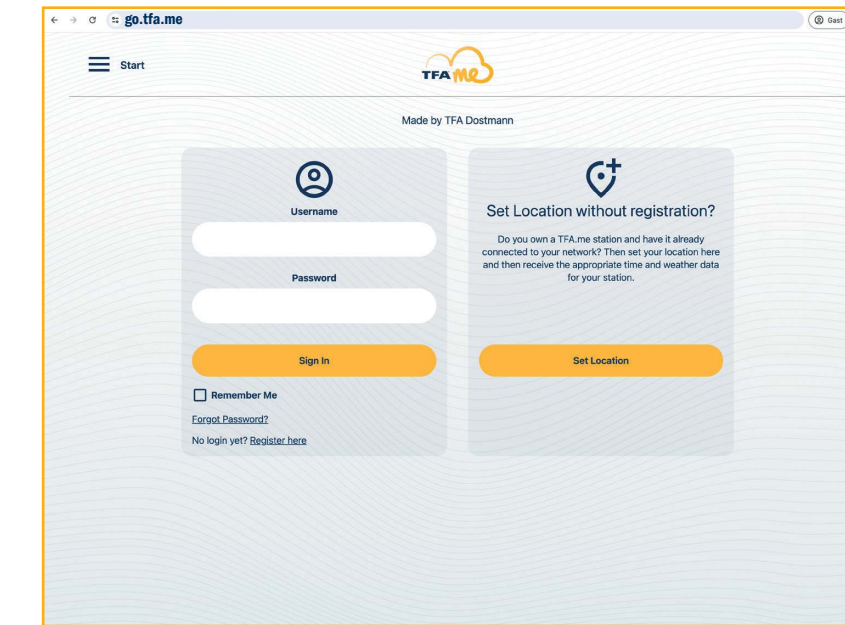 go.tfa.me
Gast
Start
TFA me
Made by TFA Dostmann
Username
Password
Sign In
Remember Me
Forgot Password?
No login yet? Register here
Set Location without registration?
Do you own a TFA.me station and have it already
connected to your network? Then set your location here
and then receive the appropriate time and weather data
for your station.
Set Location